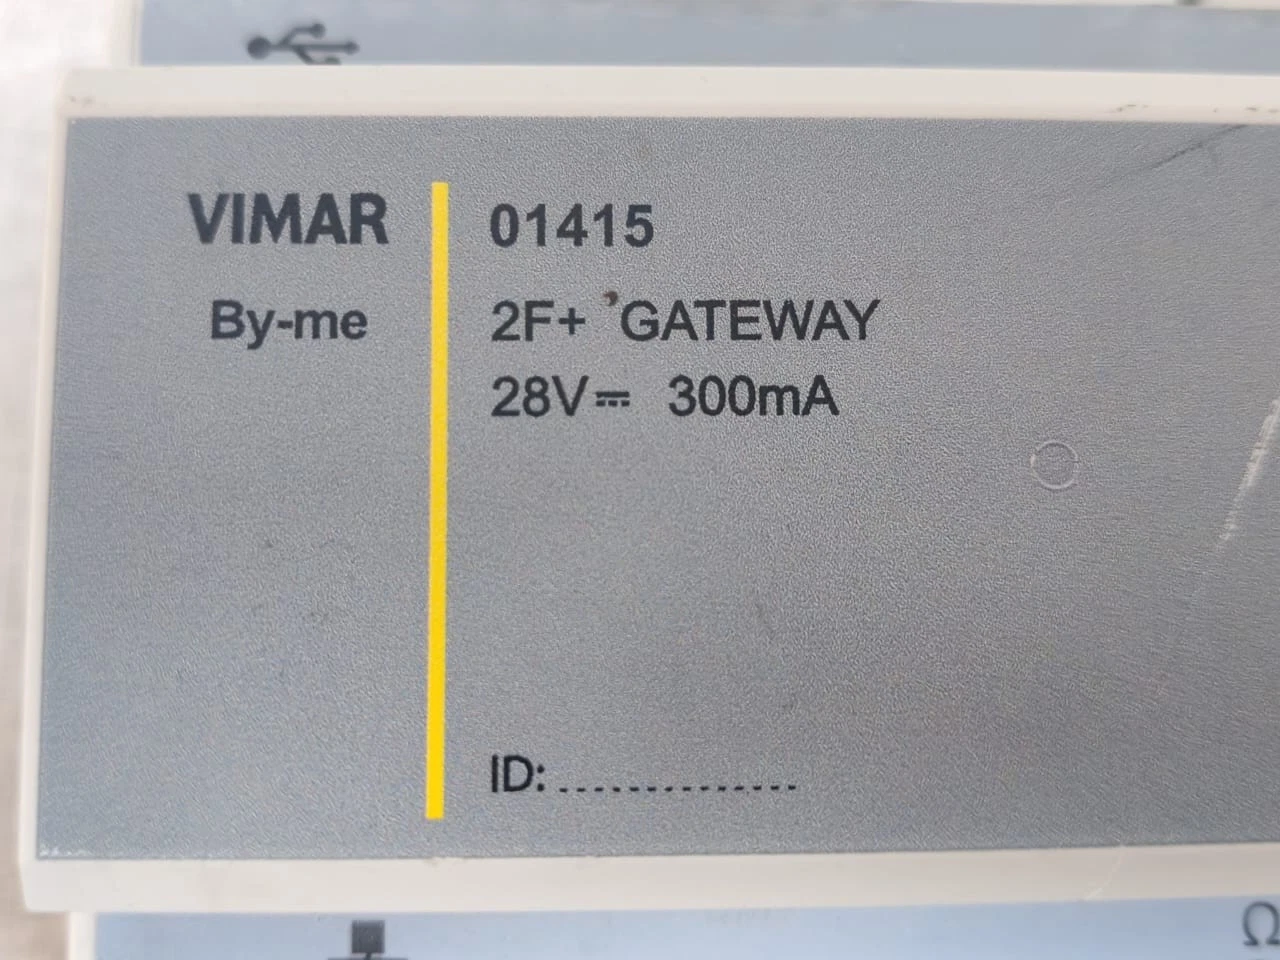 VIMAR
By-me
01415
2F+ GATEWAY
28V⎓ 300mA
ID:..............
Ω